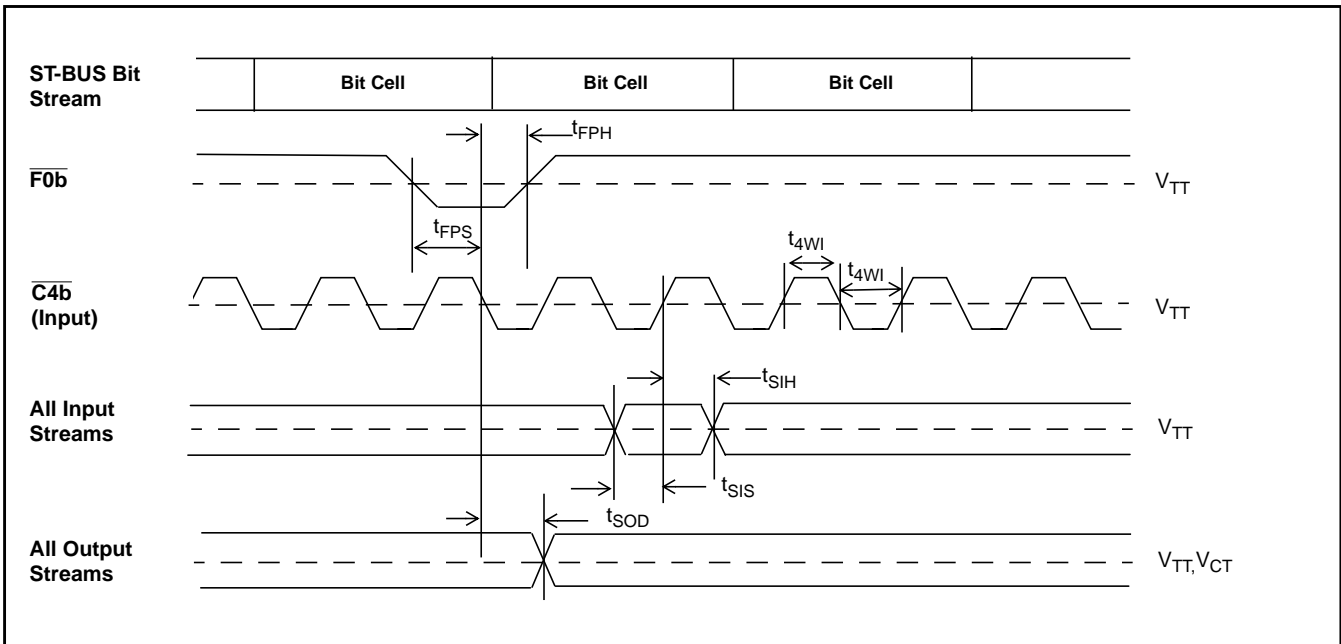 ST-BUS Bit
Stream
Bit Cell
Bit Cell
Bit Cell
tFPH
F0b
VTT
tFPS
t4WI
t4WI
C4b
(Input)
VTT
tSIH
All Input
Streams
VTT
tSIS
tSOD
All Output
Streams
VTT,VCT